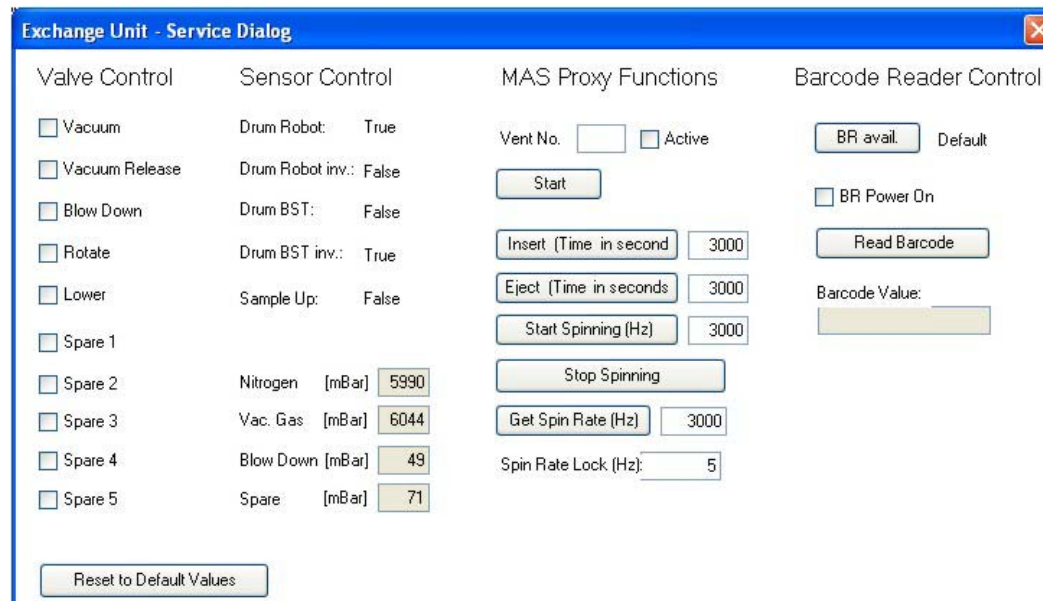 Exchange Unit - Service Dialog
Valve Control
Vacuum
Vacuum Release
Blow Down
Rotate
Lower
Spare 1
Spare 2
Spare 3
Spare 4
Spare 5
Reset to Default Values
Sensor Control
Drum Robot: True
Drum Robot inv.: False
Drum BST: False
Drum BST inv.: True
Sample Up: False
Nitrogen [mBar] 5990
Vac. Gas [mBar] 6044
Blow Down [mBar] 49
Spare [mBar] 71
MAS Proxy Functions
Vent No. Active
Start
Insert (Time in second 3000
Eject (Time in seconds 3000
Start Spinning (Hz) 3000
Stop Spinning
Get Spin Rate (Hz) 3000
Spin Rate Lock (Hz): 5
Barcode Reader Control
BR avail. Default
BR Power On
Read Barcode
Barcode Value: